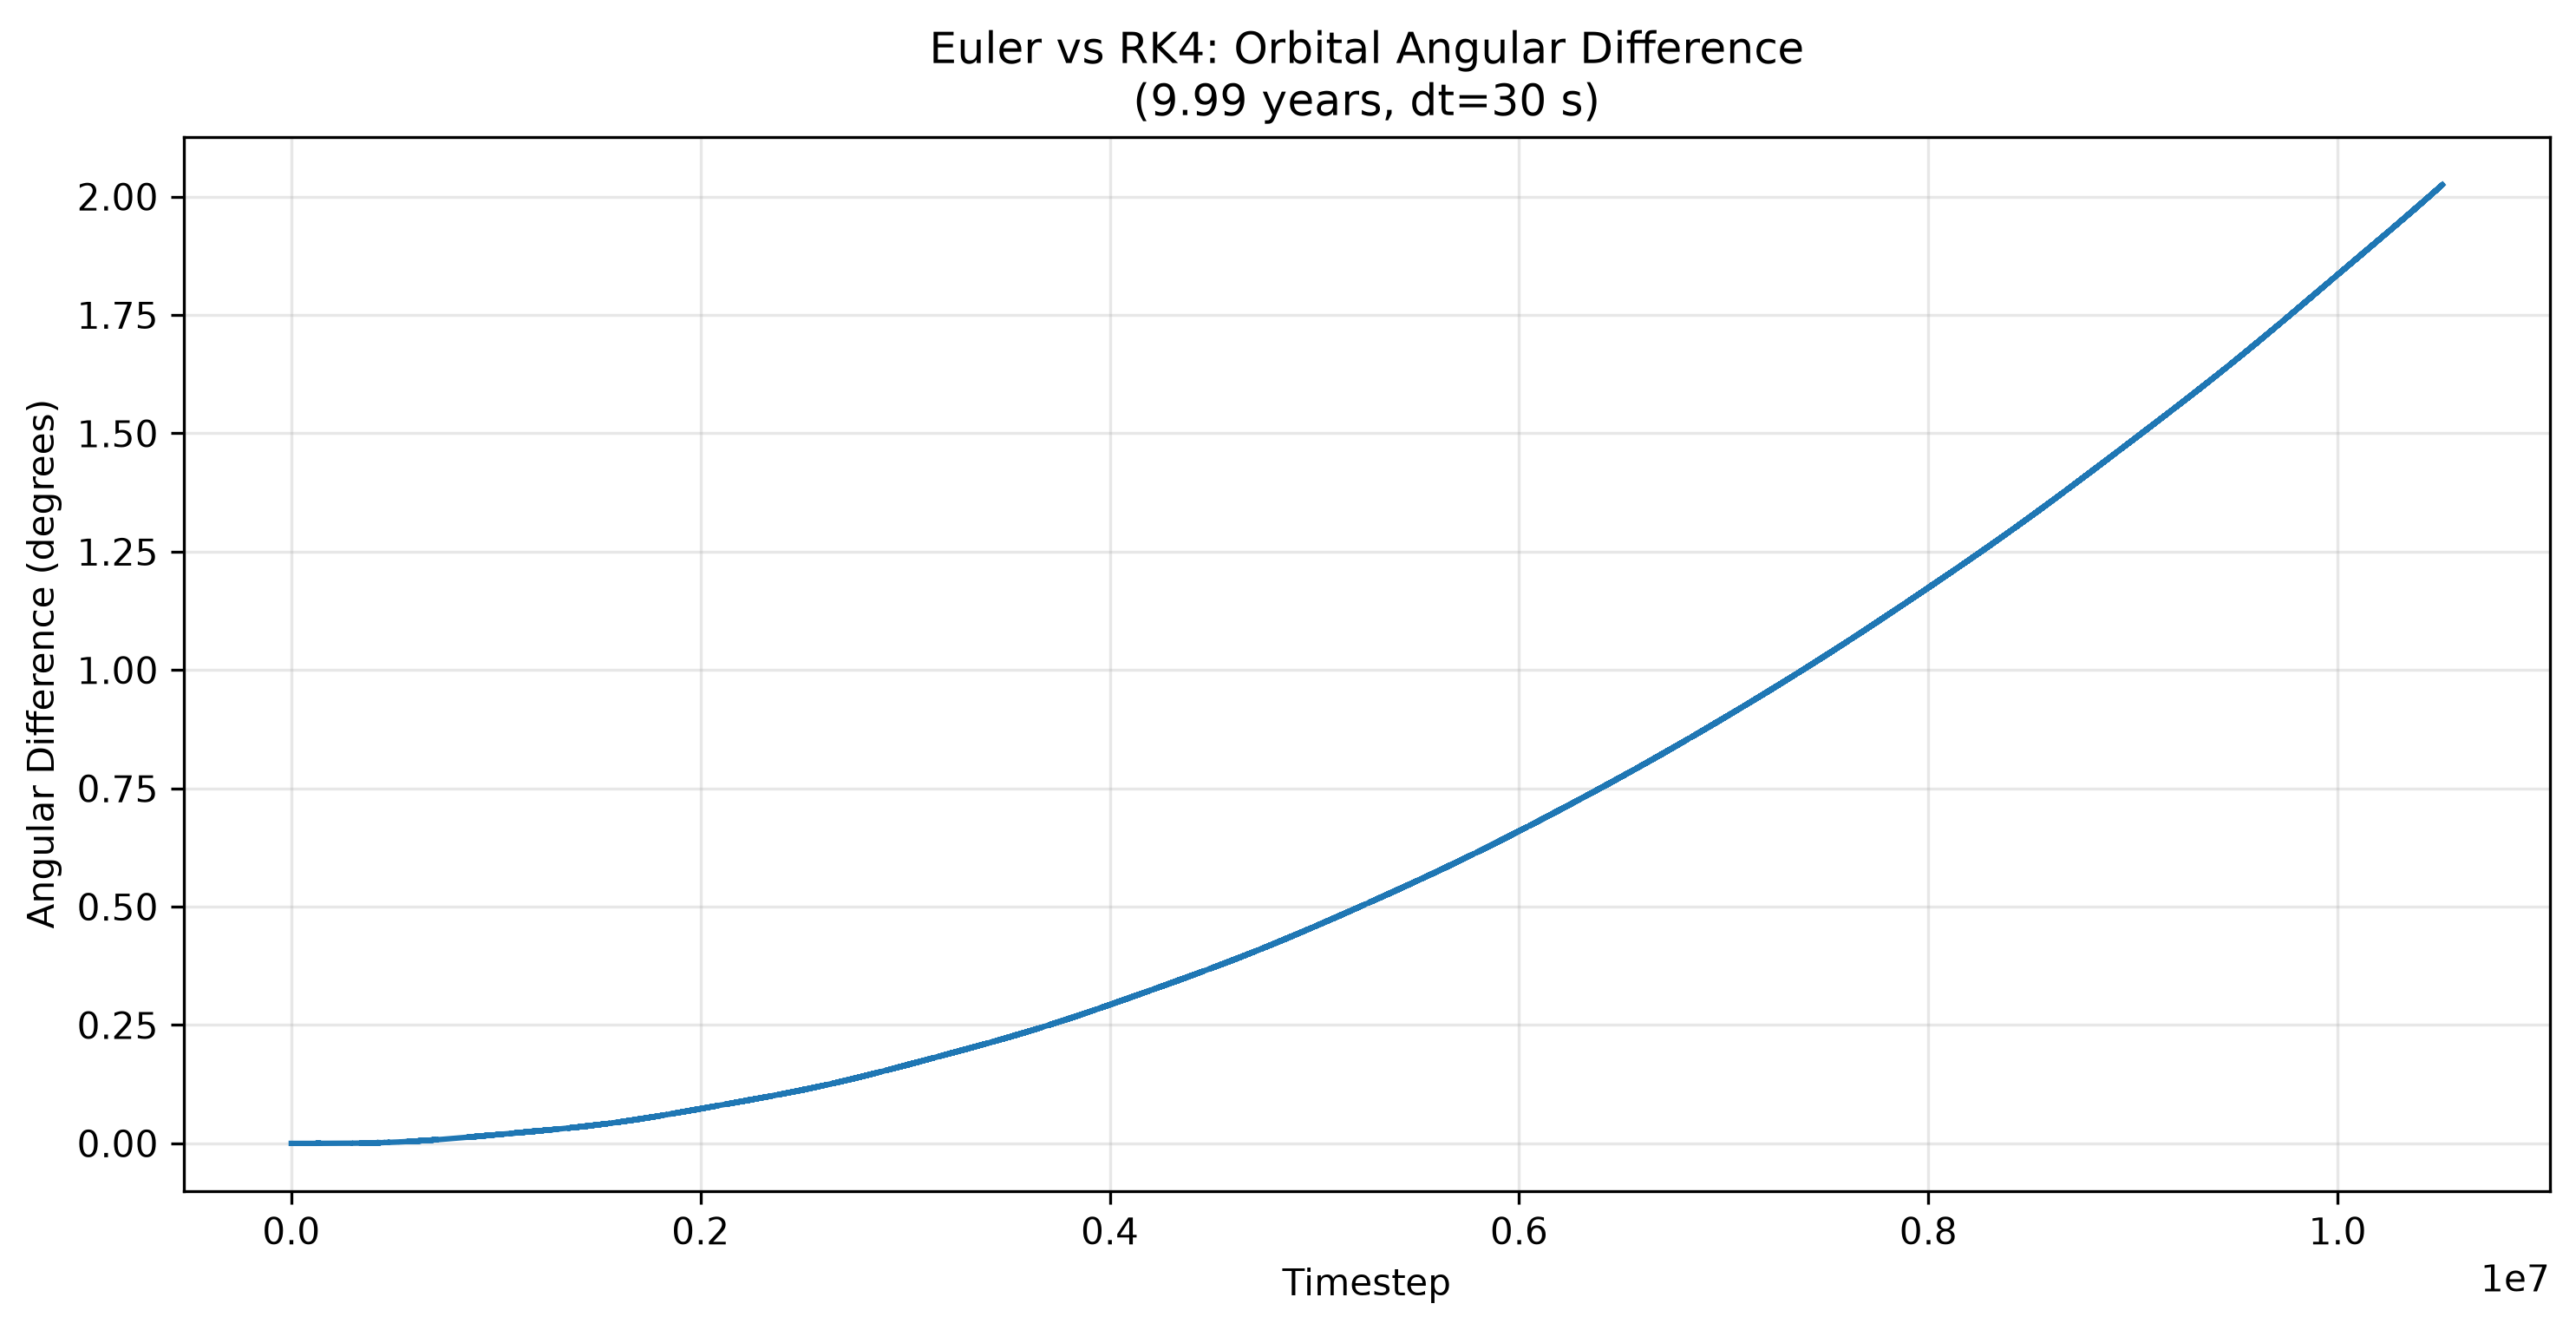 Euler vs RK4: Orbital Angular Difference
(9.99 years, dt=30 s)
Angular Difference (degrees)
2.00
1.75
1.50
1.25
1.00
0.75
0.50
0.25
0.00
0.0 0.2 0.4 0.6 0.8 1.0
1e7
Timestep